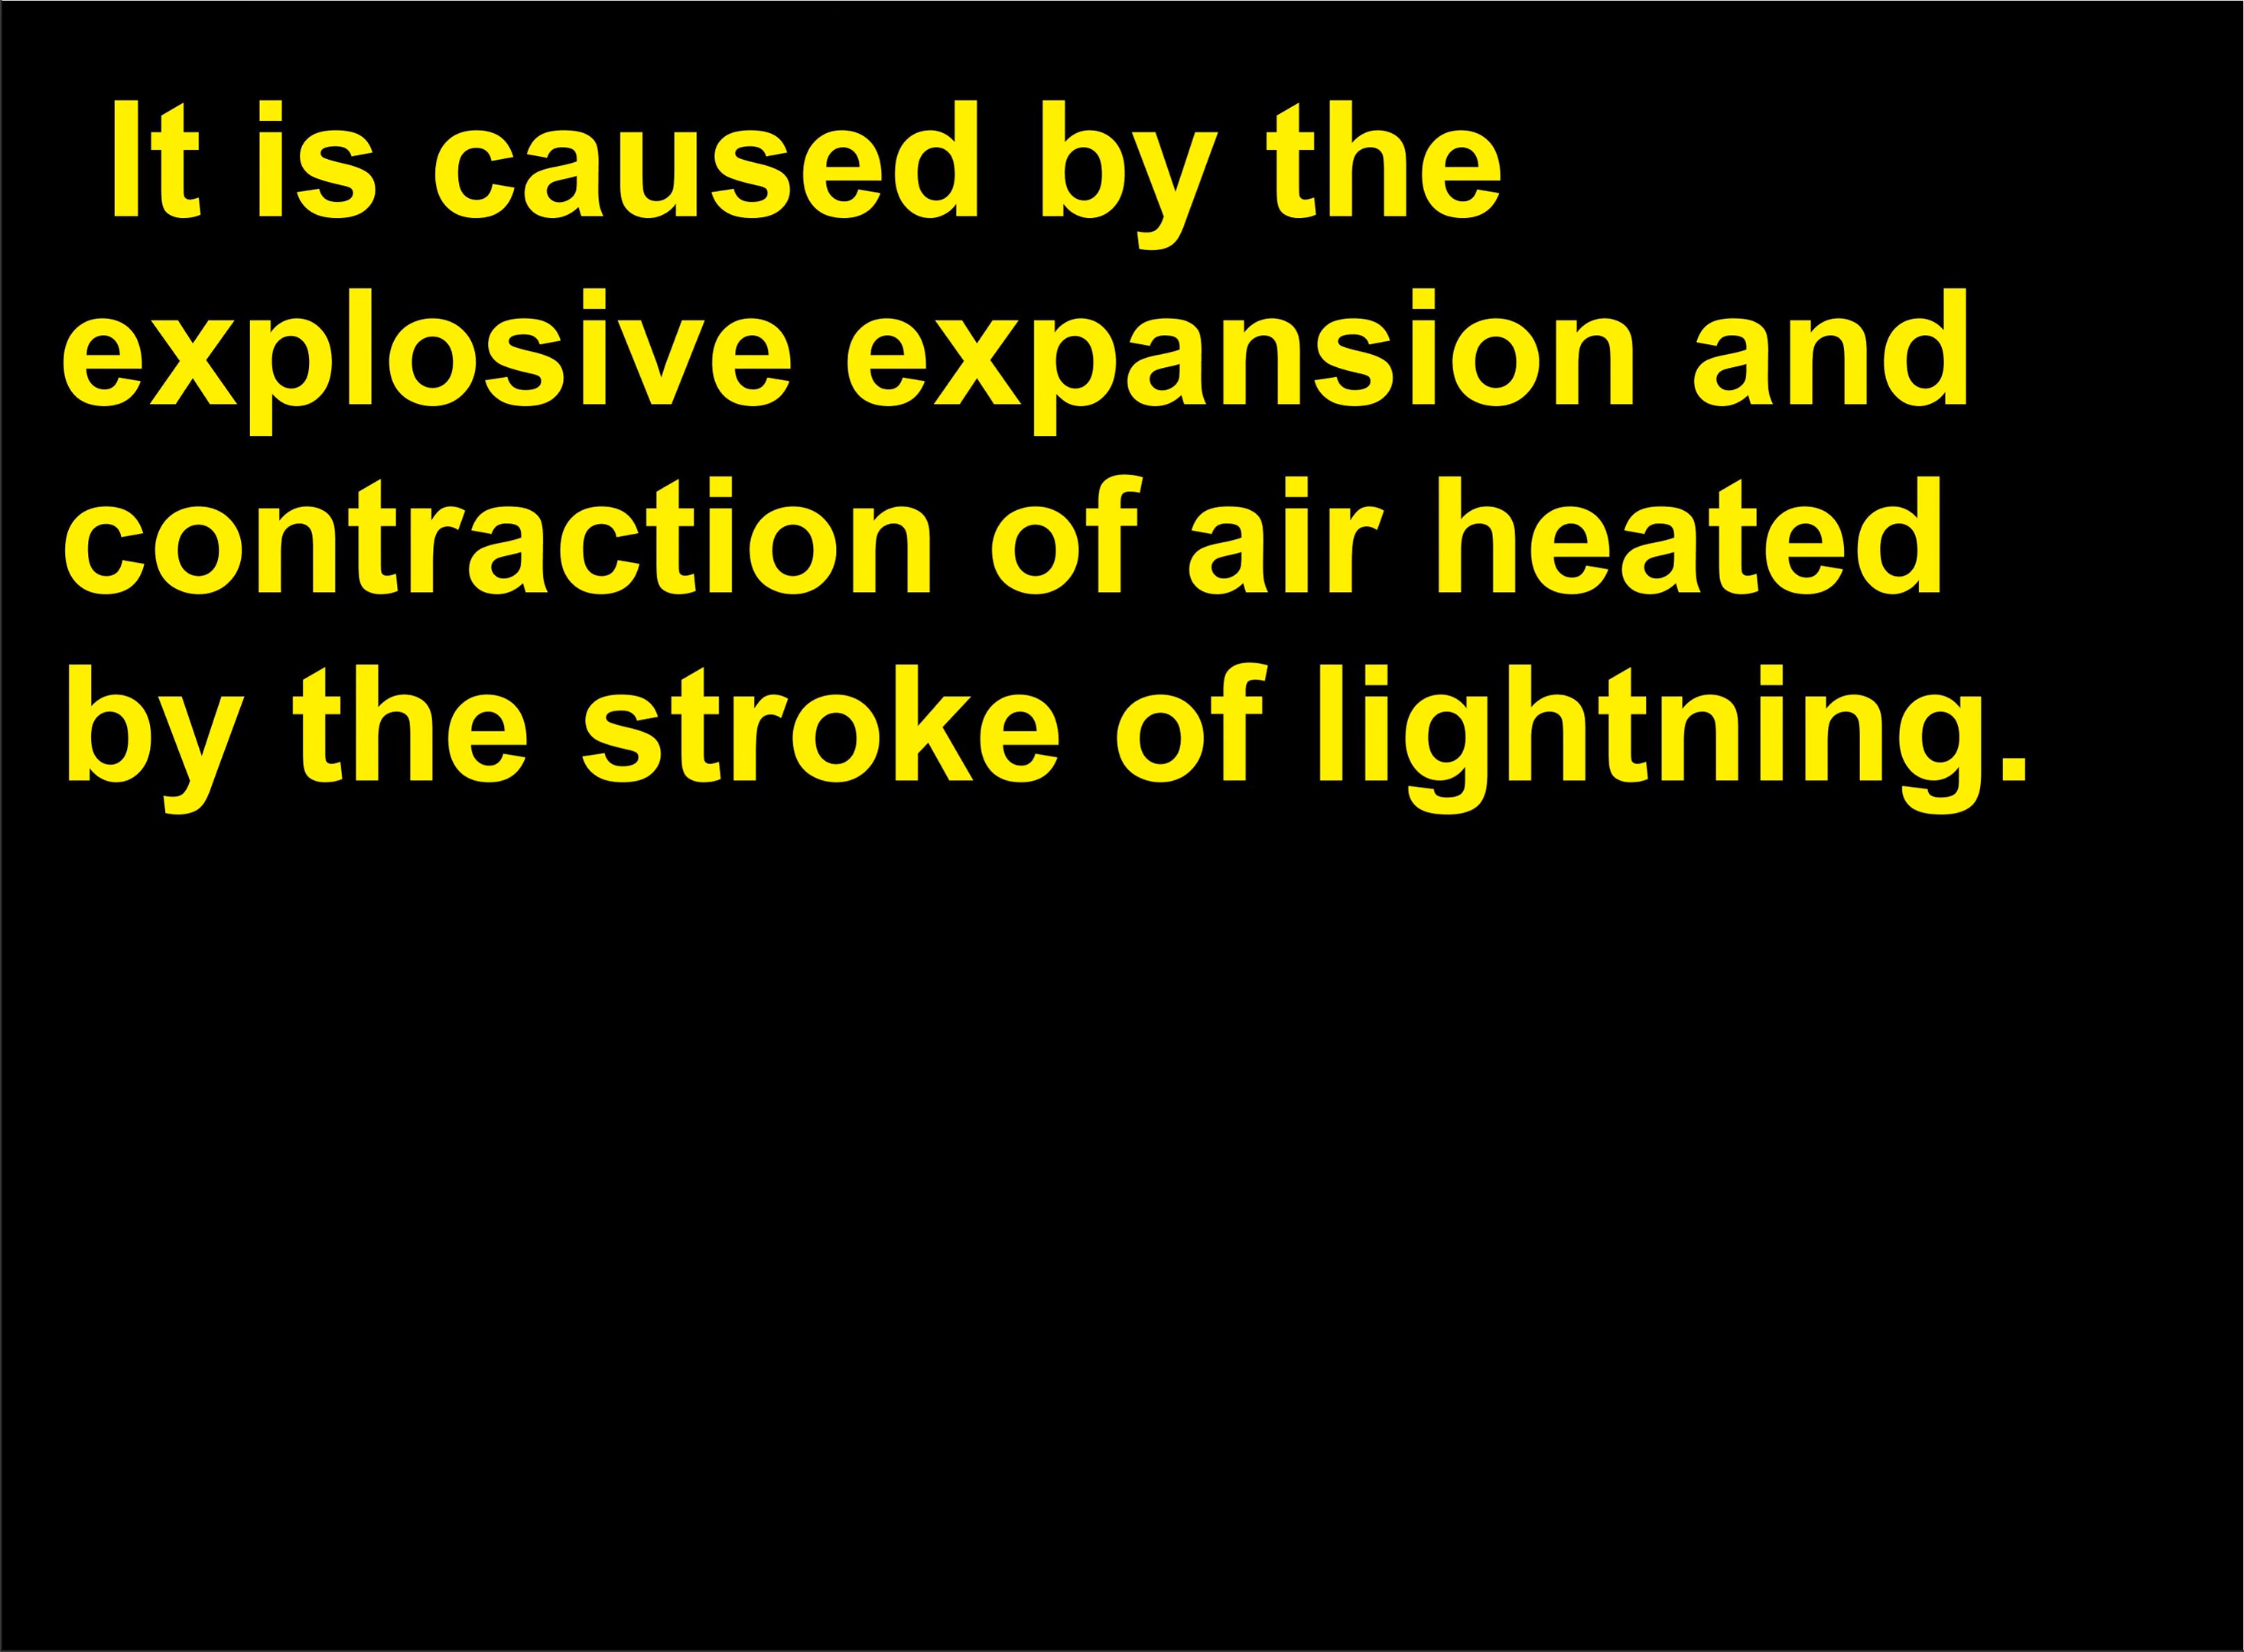 It is caused by the
explosive expansion and
contraction of air heated
by the stroke of lightning.